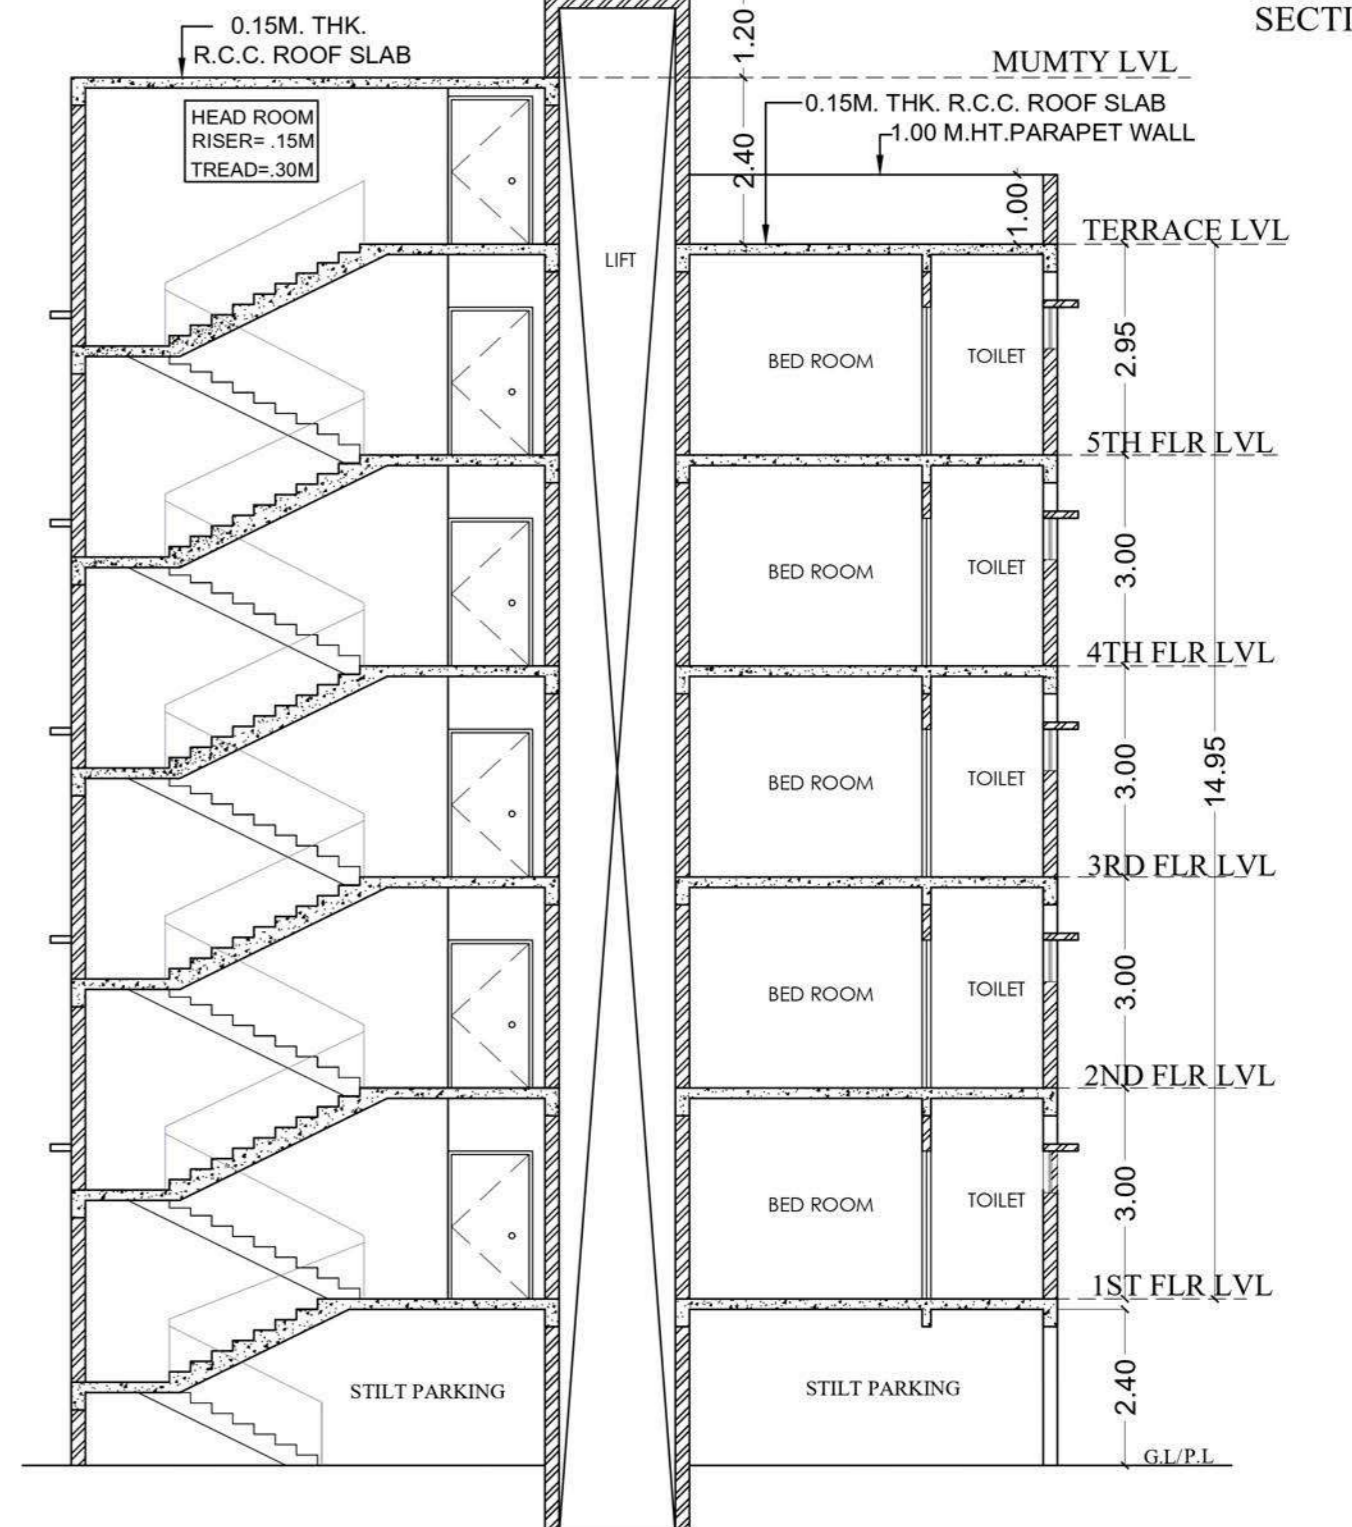 SECTI
1.20
0.15M. THK.
R.C.C. ROOF SLAB
MUMTY LVL
HEAD ROOM
RISER= .15M
TREAD=.30M
2.40
0.15M. THK. R.C.C. ROOF SLAB
1.00 M.HT.PARAPET WALL
1.00
TERRACE LVL
LIFT
BED ROOM
TOILET
2.95
5TH FLR LVL
BED ROOM
TOILET
3.00
4TH FLR LVL
BED ROOM
TOILET
3.00
14.95
3RD FLR LVL
BED ROOM
TOILET
3.00
2ND FLR LVL
BED ROOM
TOILET
3.00
1ST FLR LVL
STILT PARKING
STILT PARKING
2.40
G.L/P.L